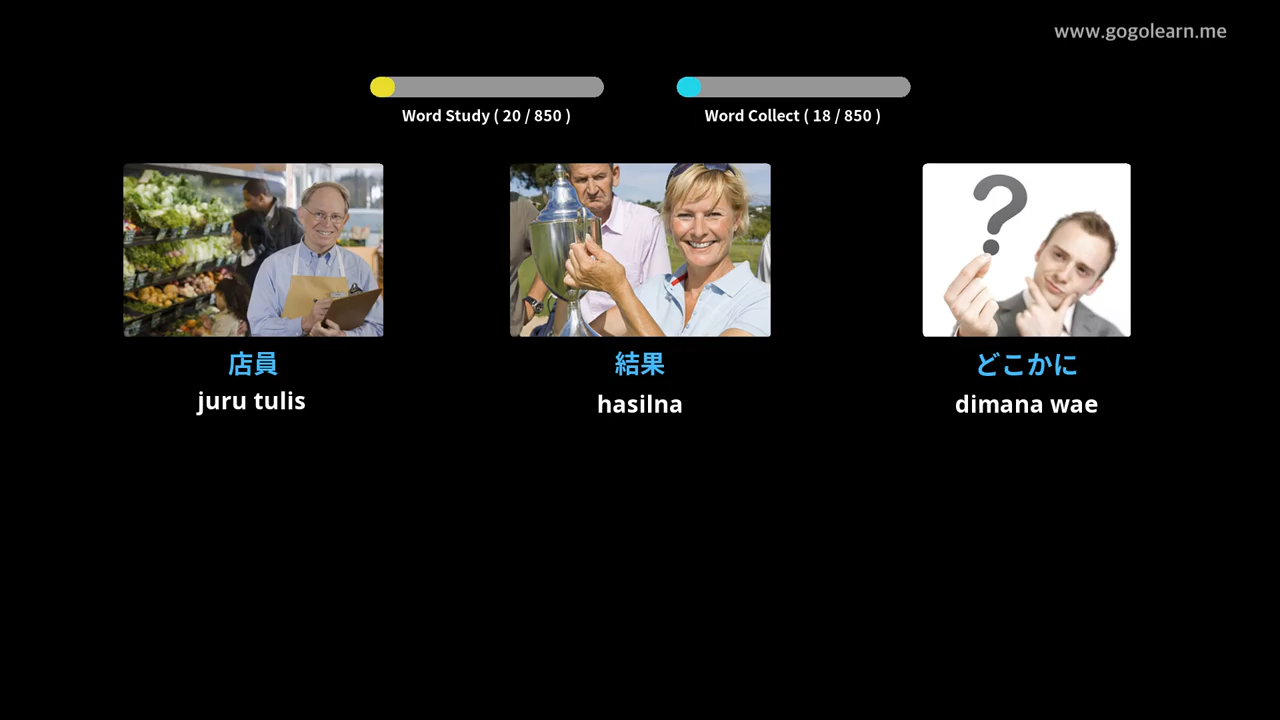 www.gogolearn.me
Word Study ( 20 / 850 )
Word Collect ( 18 / 850 )
店員
juru tulis
結果
hasilna
どこかに
dimana wae